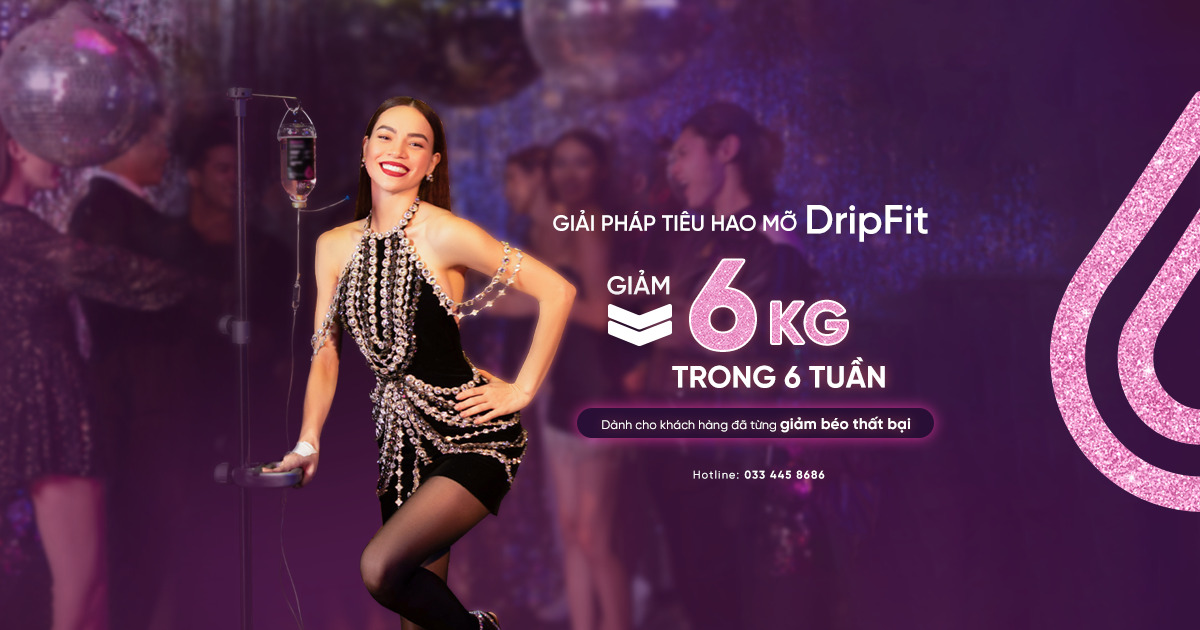 GIẢI PHÁP TIÊU HAO MỠ DripFit
GIẢM
6 KG
TRONG 6 TUẦN
Dành cho khách hàng đã từng giảm béo thất bại
Hotline: 033 445 8686